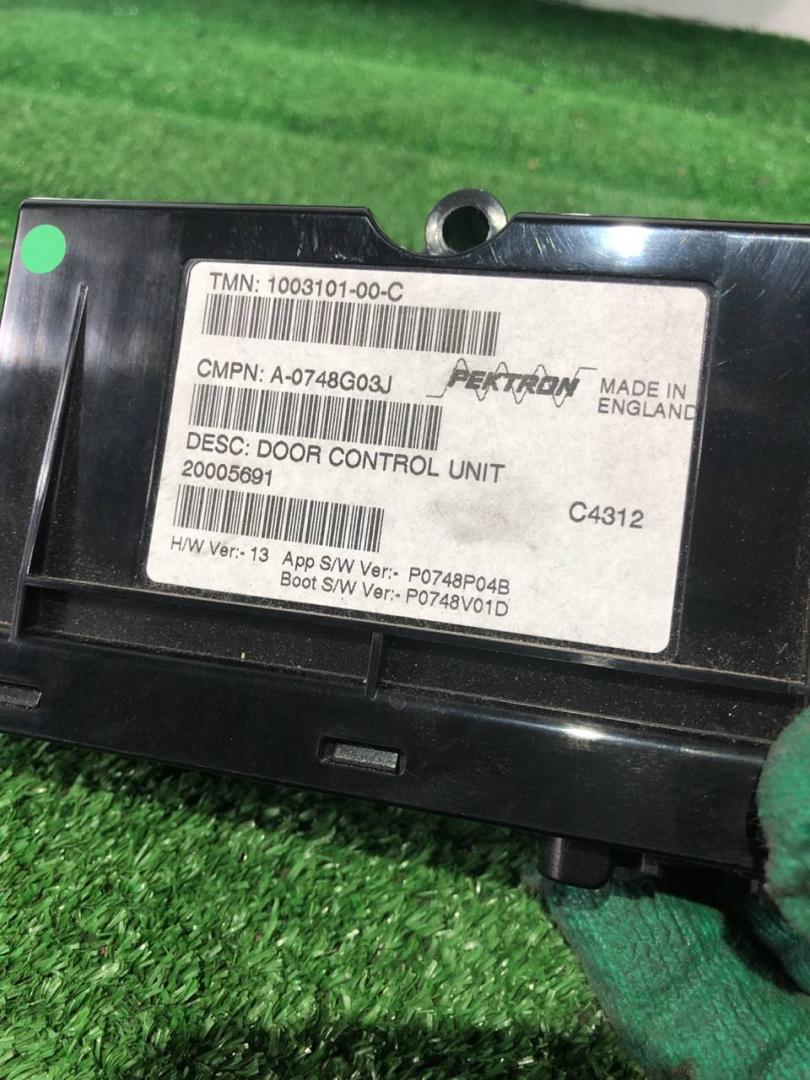 TMN: 1003101-00-C
CMPN: A-0748G03J
PEKTRON
MADE IN
ENGLAND
DESC: DOOR CONTROL UNIT
20005691
C4312
H/W Ver:- 13 App S/W Ver:- P0748P04B
Boot S/W Ver:- P0748V01D